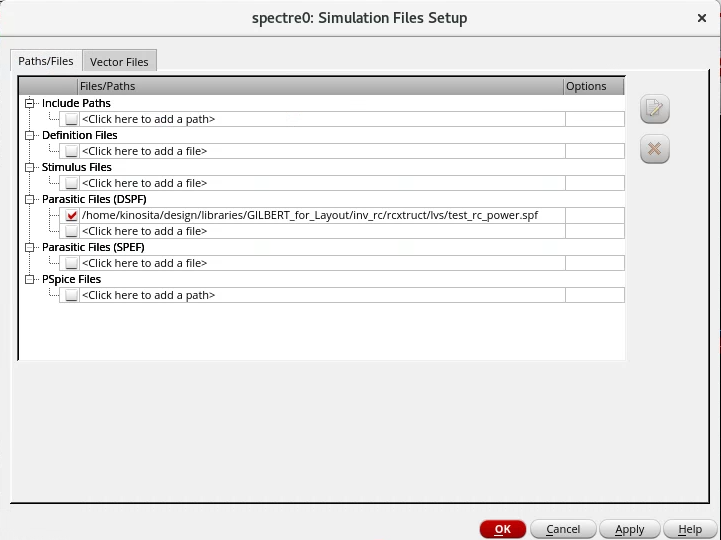 spectre0: Simulation Files Setup
Paths/Files
Vector Files
Files/Paths
Options
Include Paths
<Click here to add a path>
Definition Files
<Click here to add a file>
Stimulus Files
<Click here to add a file>
Parasitic Files (DSPF)
/home/kinosita/design/libraries/GILBERT_for_Layout/inv_rc/rcxtruct/lvs/test_rc_power.spf
<Click here to add a file>
Parasitic Files (SPEF)
<Click here to add a file>
PSpice Files
<Click here to add a path>
OK
Cancel
Apply
Help